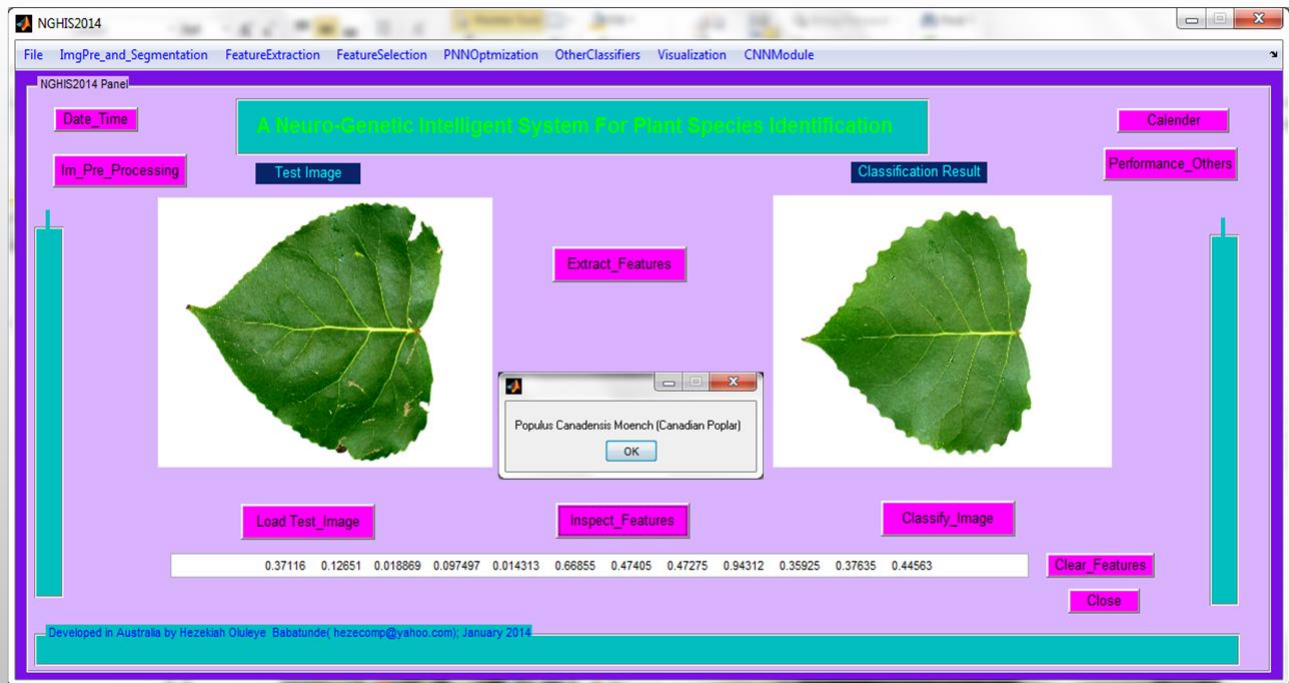 NGHIS2014
File ImgPre_and_Segmentation FeatureExtraction FeatureSelection PNNOptmization OtherClassifiers Visualization CNNModule
NGHIS2014 Panel
Date_Time
A Neuro-Genetic Intelligent System For Plant Species Identification
Calender
Im_Pre_Processing
Test Image
Classification Result
Performance_Others
Extract_Features
Populus Canadensis Moench (Canadian Poplar)
OK
Load Test_Image
Inspect_Features
Classify_Image
0.37116 0.12651 0.018869 0.097497 0.014313 0.66855 0.47405 0.47275 0.94312 0.35925 0.37635 0.44563
Clear_Features
Close
Developed in Australia by Hezekiah Oluleye Babatunde( hezecomp@yahoo.com); January 2014